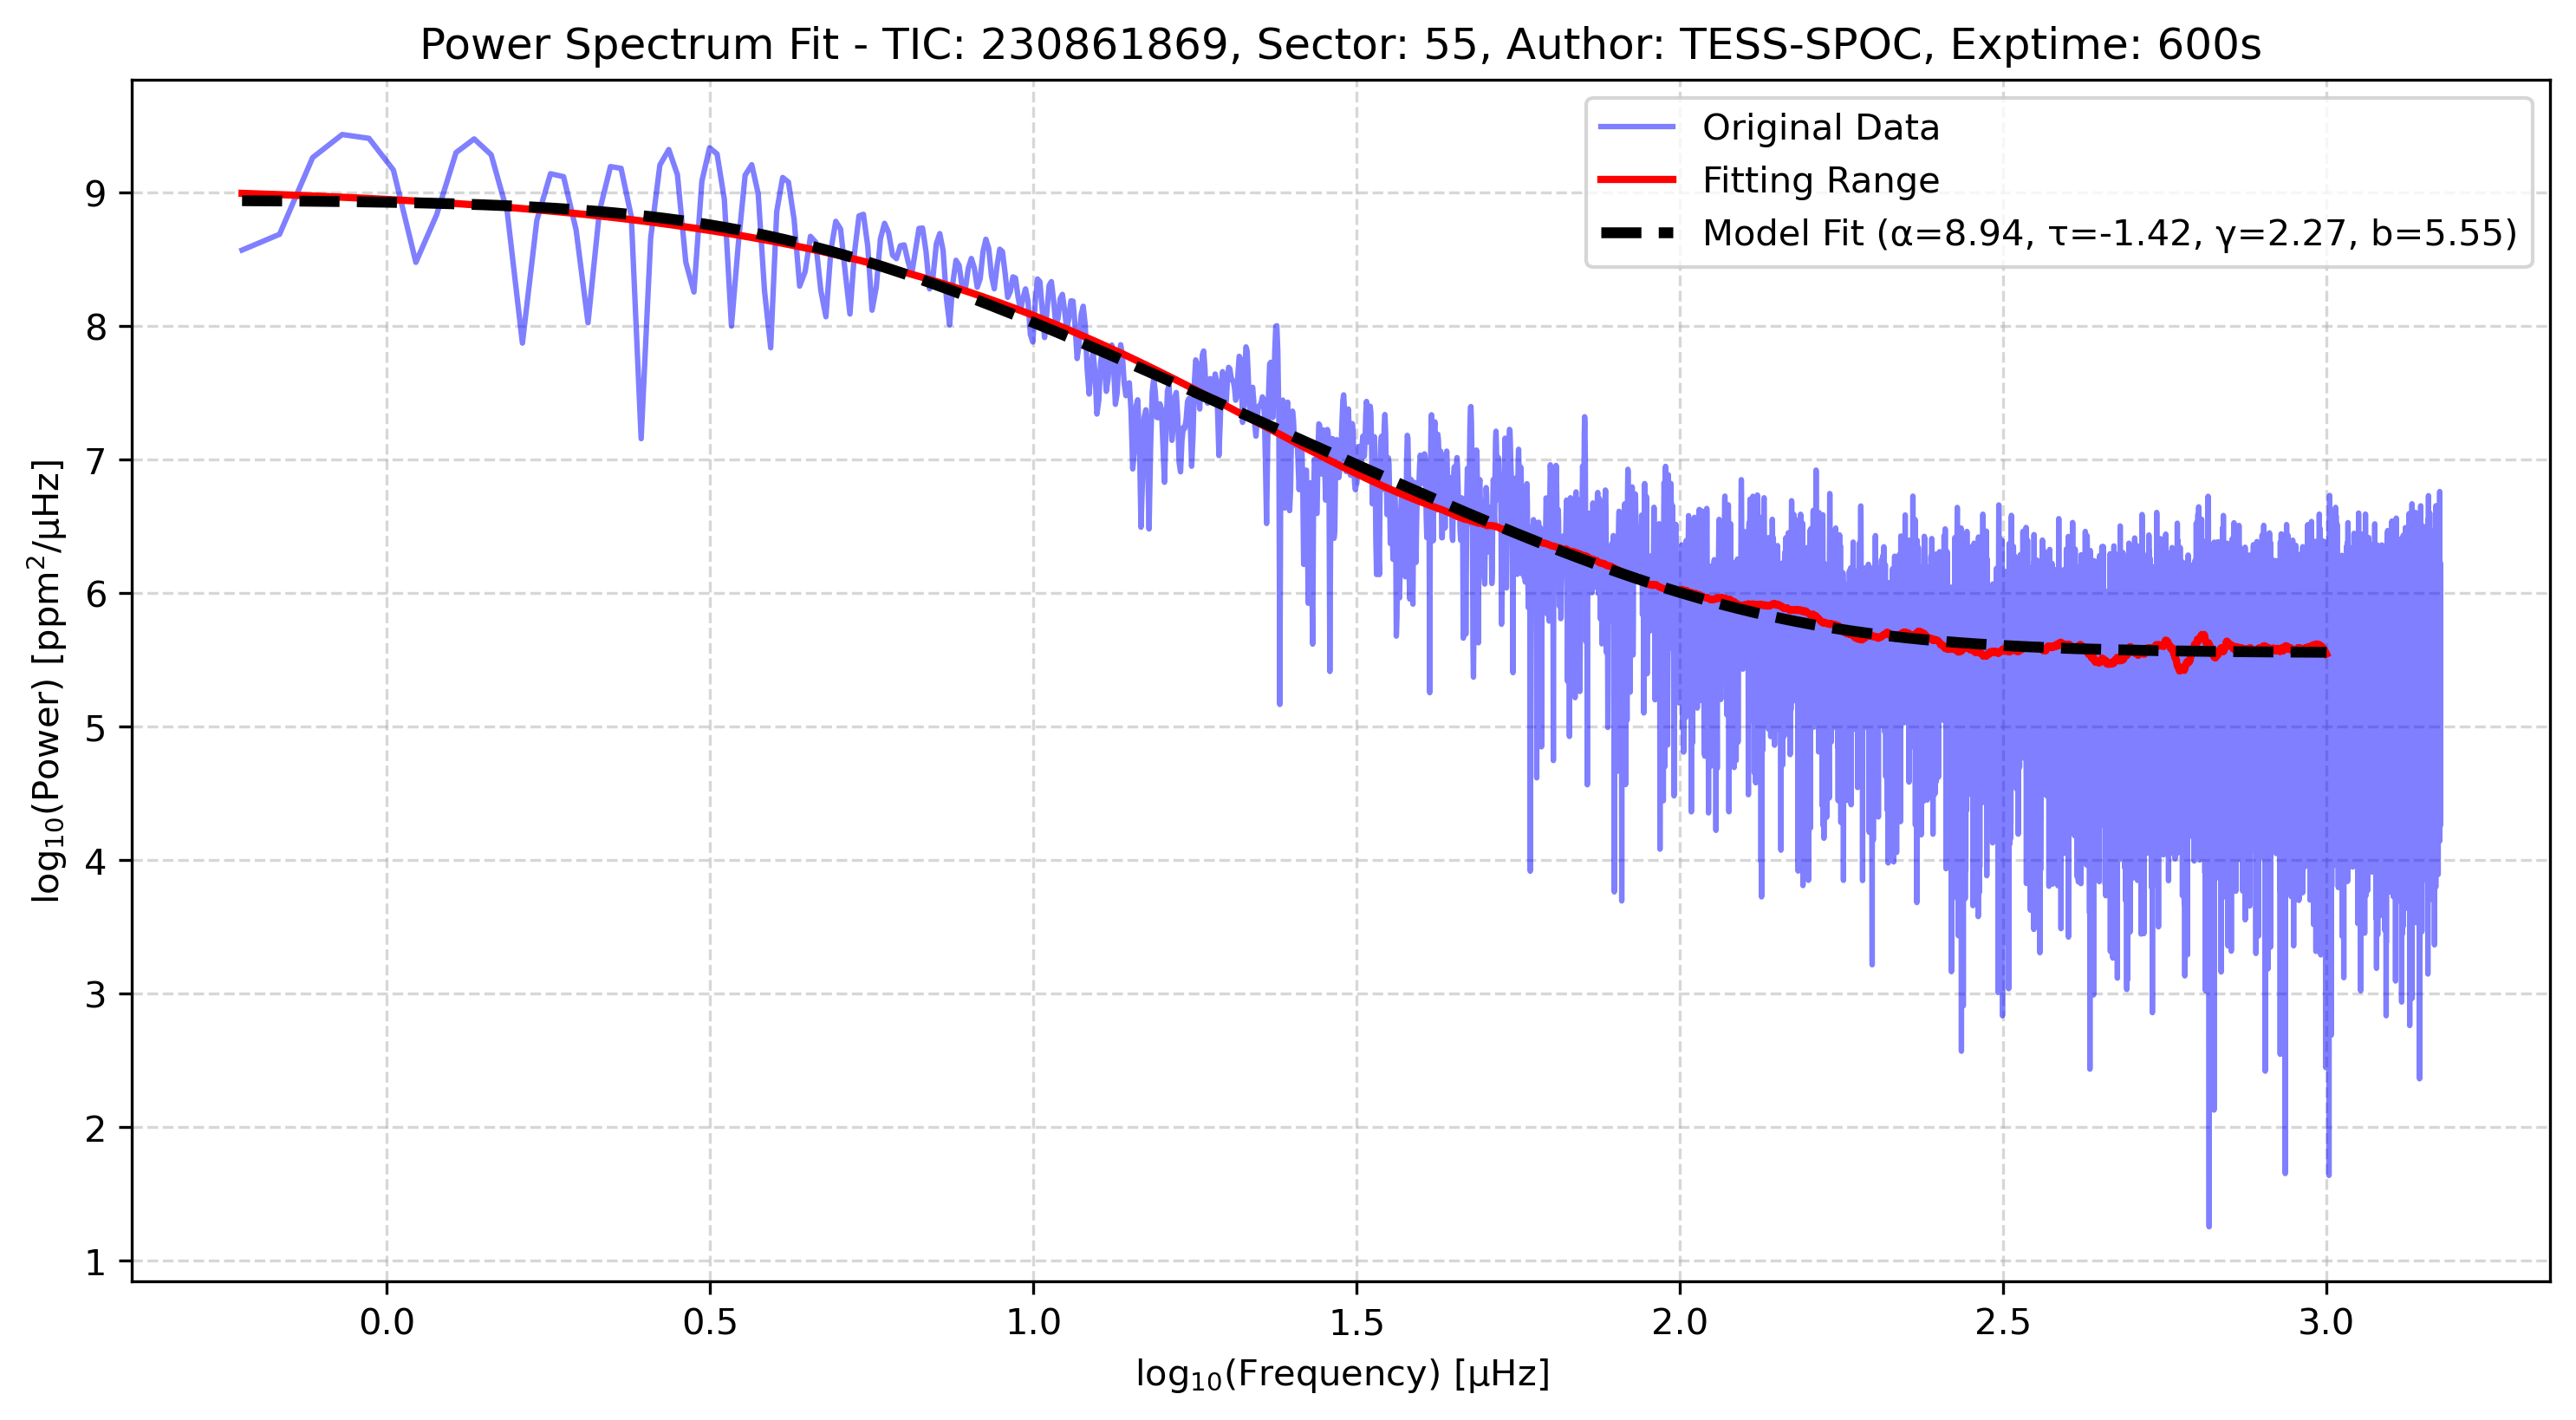 Power Spectrum Fit - TIC: 230861869, Sector: 55, Author: TESS-SPOC, Exptime: 600s
Original Data
Fitting Range
Model Fit (α=8.94, τ=-1.42, γ=2.27, b=5.55)
log₁₀(Power) [ppm²/μHz]
9
8
7
6
5
4
3
2
1
0.0 0.5 1.0 1.5 2.0 2.5 3.0
log₁₀(Frequency) [μHz]